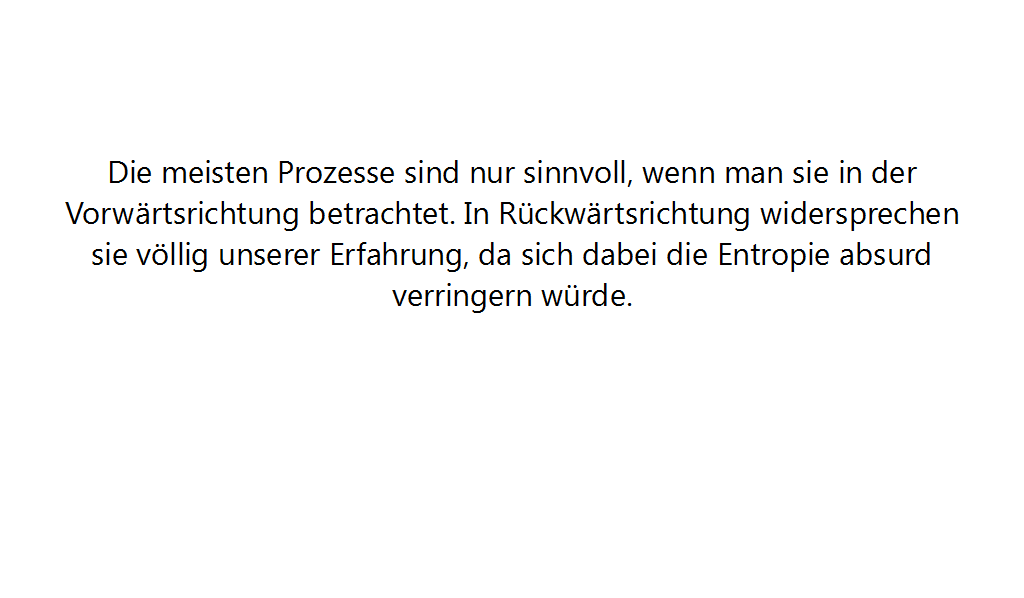 Die meisten Prozesse sind nur sinnvoll, wenn man sie in der
Vorwärtsrichtung betrachtet. In Rückwärtsrichtung widersprechen
sie völlig unserer Erfahrung, da sich dabei die Entropie absurd
verringern würde.